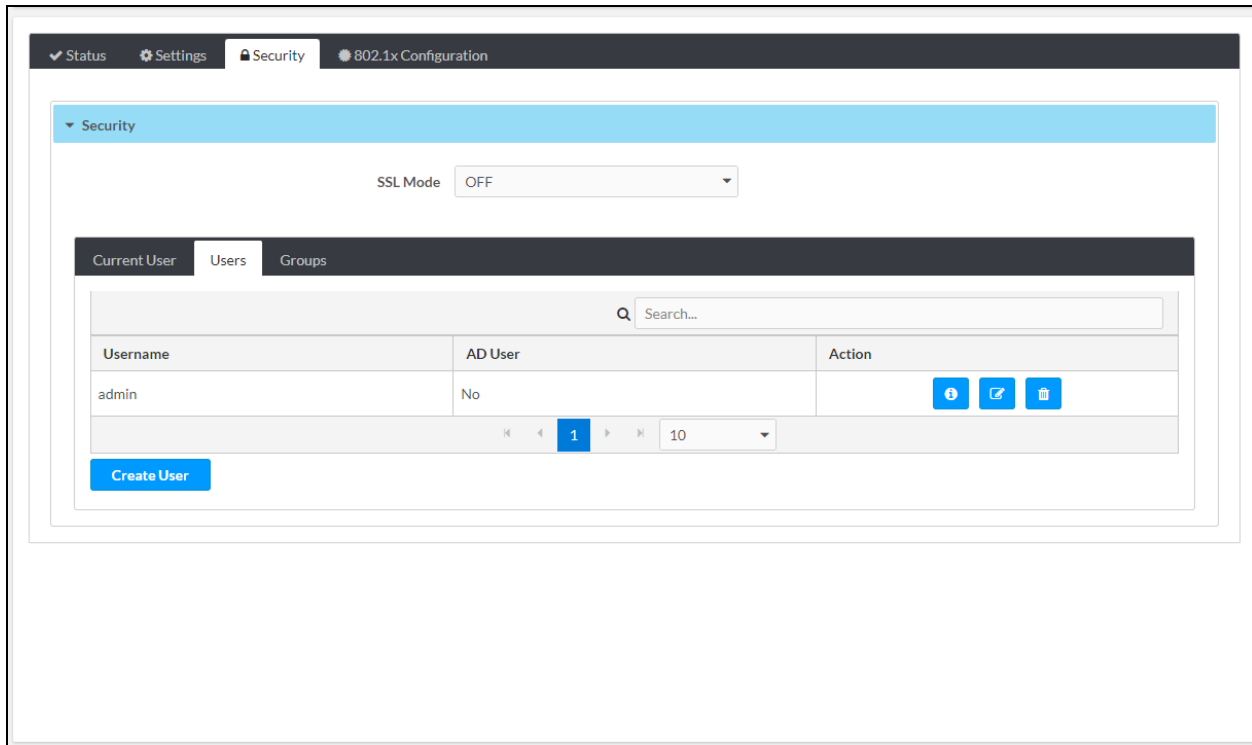 Status Settings Security 802.1x Configuration
Security
SSL Mode OFF
Current User Users Groups
Search...
Username AD User Action
admin No
1 10
Create User